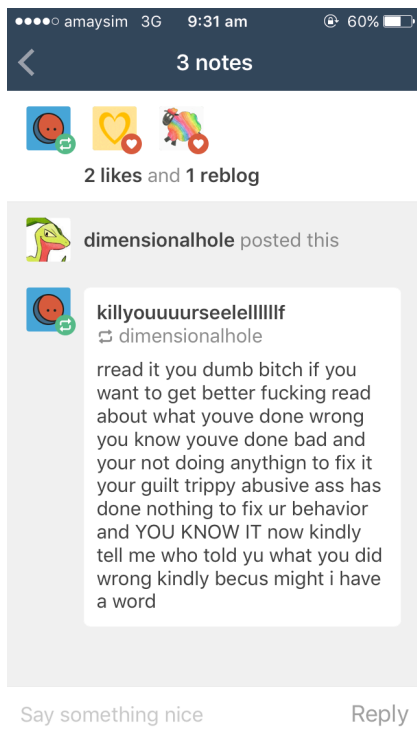 amaysim 3G 9:31 am 60%
3 notes
2 likes and 1 reblog
dimensionalhole posted this
killyouuuurseelelllllf
dimensionalhole
rread it you dumb bitch if you
want to get better fucking read
about what youve done wrong
you know youve done bad and
your not doing anythign to fix it
your guilt trippy abusive ass has
done nothing to fix ur behavior
and YOU KNOW IT now kindly
tell me who told yu what you did
wrong kindly becus might i have
a word
Say something nice Reply